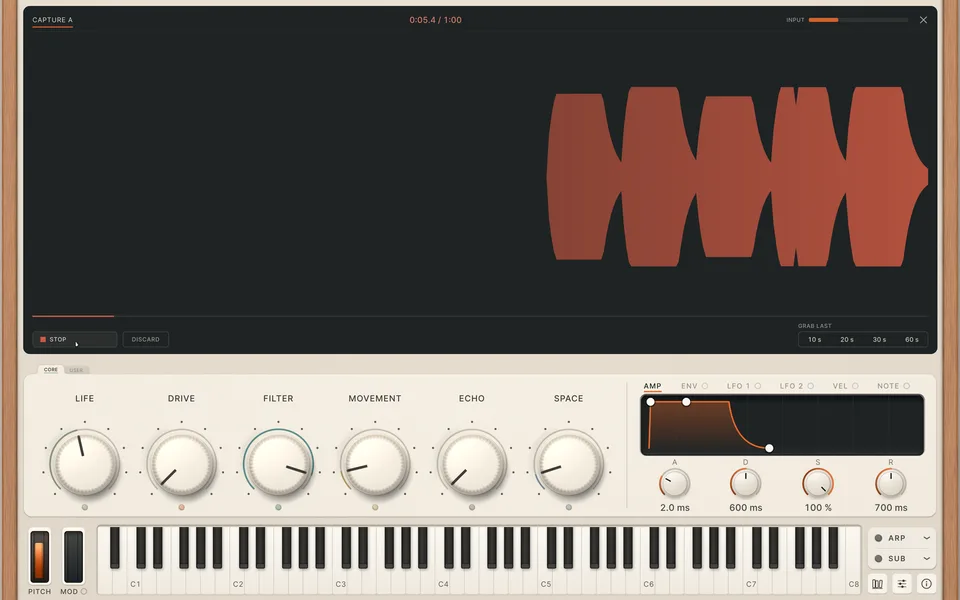 CAPTURE A 0:05.4 / 1:00 INPUT
GRAB LAST
STOP DISCARD 10 s 20 s 30 s 60 s
CORE USER
AMP ENV LFO 1 LFO 2 VEL NOTE
LIFE DRIVE FILTER MOVEMENT ECHO SPACE
A D S R
2.0 ms 600 ms 100 % 700 ms
ARP
SUB
C1 C2 C3 C4 C5 C6 C7 C8
PITCH MOD